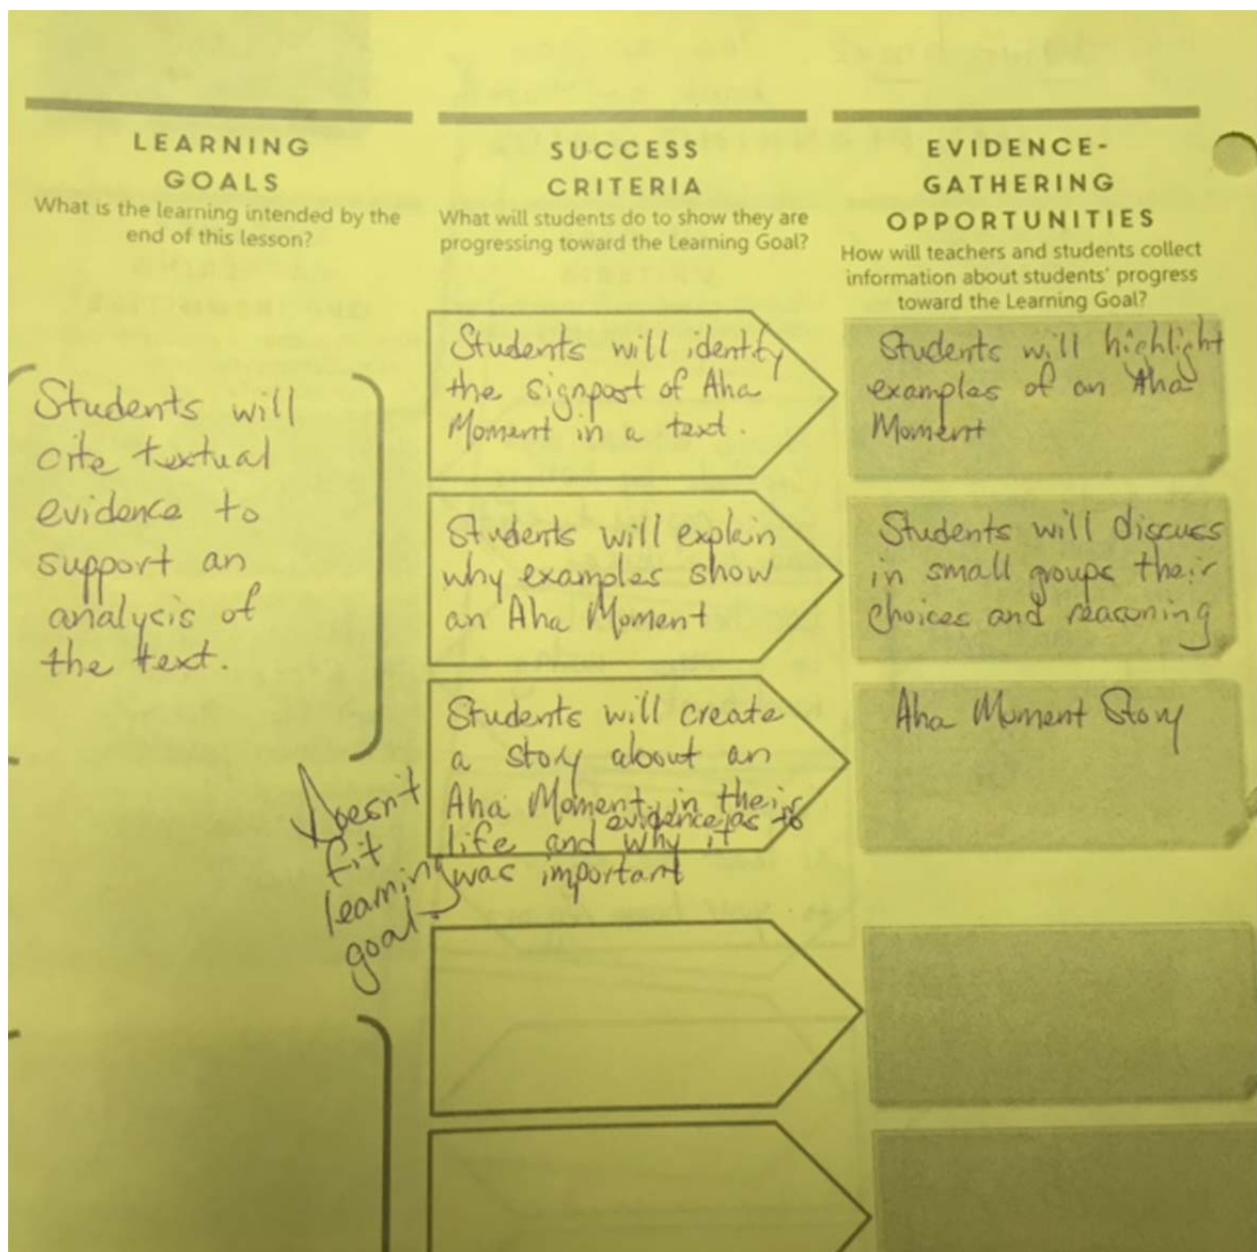 LEARNING
GOALS
What is the learning intended by the
end of this lesson?
Students will
cite textual
evidence to
support an
analysis of
the text.
SUCCESS
CRITERIA
What will students do to show they are
progressing toward the Learning Goal?
Students will identify
the signpost of Aha
Moment in a text.
Students will explain
why examples show
an Aha Moment
Students will create
a story about an
Aha Moment in their
life and evidence as to
why it
was important
Doesn't
fit
learning
goal
EVIDENCE-
GATHERING
OPPORTUNITIES
How will teachers and students collect
information about students' progress
toward the Learning Goal?
Students will highlight
examples of an Aha
Moment
Students will discuss
in small groups their
choices and reasoning
Aha Moment Story